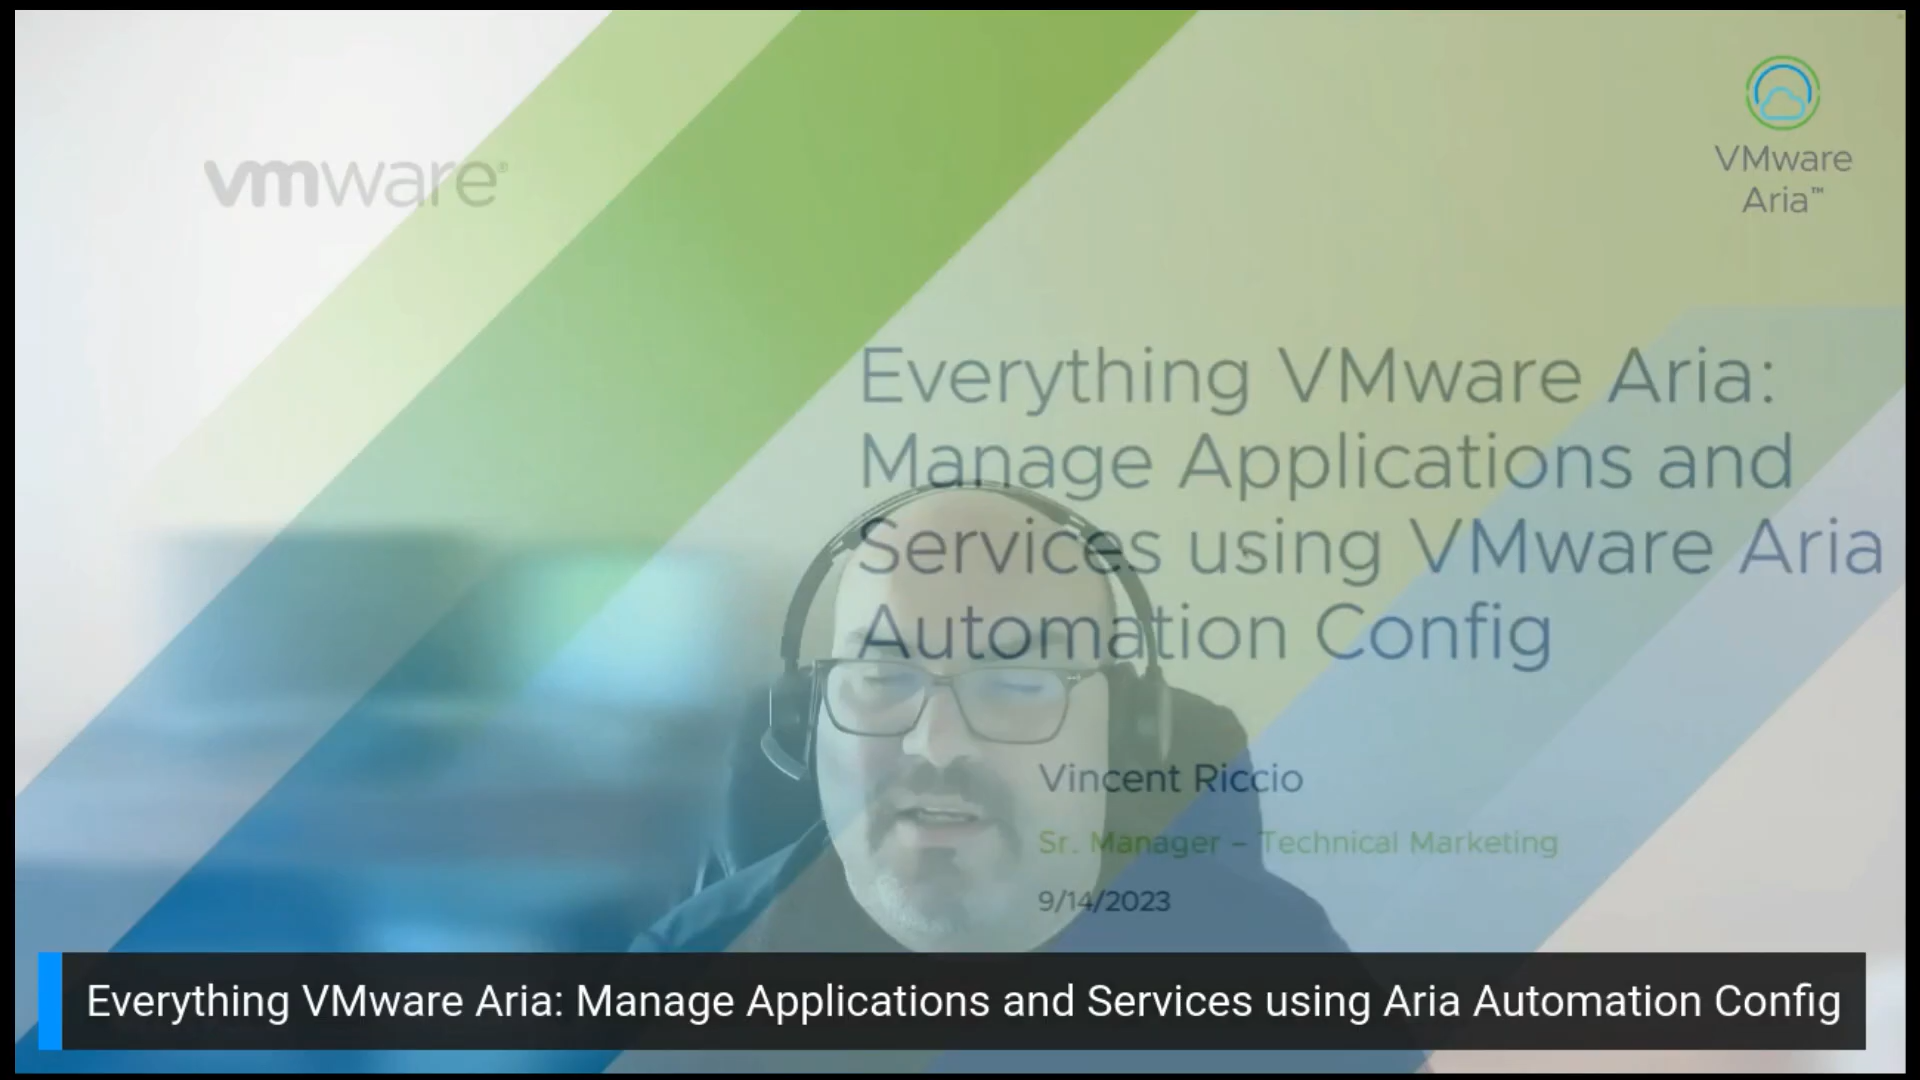 vmware®
VMware
Aria™
Everything VMware Aria:
Manage Applications and
Services using VMware Aria
Automation Config
Vincent Riccio
Sr. Manager – Technical Marketing
9/14/2023
Everything VMware Aria: Manage Applications and Services using Aria Automation Config